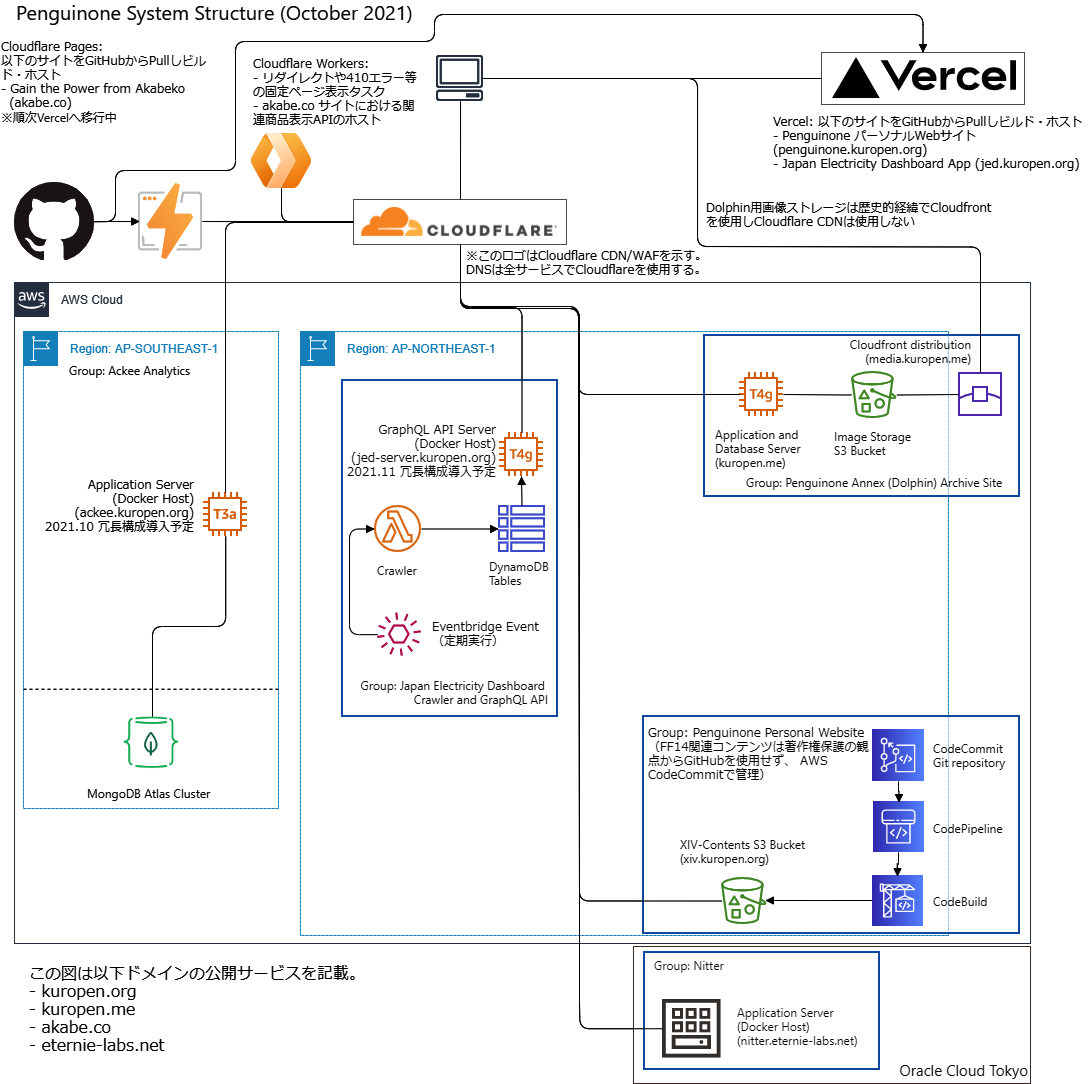 Penguinone System Structure (October 2021)
Cloudflare Pages:
以下のサイトをGitHubからPullしビル
ド・ホスト
- Gain the Power from Akabeko
(akabe.co)
※順次Vercelへ移行中
Cloudflare Workers:
- リダイレクトや410エラー等
の固定ページ表示タスク
- akabe.co サイトにおける関
連商品表示APIのホスト
Vercel
Vercel: 以下のサイトをGitHubからPullしビルド・ホスト
- Penguinone パーソナルWebサイト
(penguinone.kuropen.org)
- Japan Electricity Dashboard App (jed.kuropen.org)
Dolphin用画像ストレージは歴史的経緯でCloudfront
を使用しCloudflare CDNは使用しない
CLOUDFLARE
※このロゴはCloudflare CDN/WAFを示す。
DNSは全サービスでCloudflareを使用する。
aws
AWS Cloud
Region: AP-SOUTHEAST-1
Group: Ackee Analytics
Application Server
(Docker Host)
(ackee.kuropen.org)
2021.10 冗長構成導入予定
T3a
MongoDB Atlas Cluster
Region: AP-NORTHEAST-1
GraphQL API Server
(Docker Host)
(jed-server.kuropen.org)
2021.11 冗長構成導入予定
T4g
Crawler
DynamoDB
Tables
Eventbridge Event
（定期実行）
Group: Japan Electricity Dashboard
Crawler and GraphQL API
Cloudfront distribution
(media.kuropen.me)
T4g
Application and
Database Server
(kuropen.me)
Image Storage
S3 Bucket
Group: Penguinone Annex (Dolphin) Archive Site
Group: Penguinone Personal Website
（FF14関連コンテンツは著作権保護の観
点からGitHubを使用せず、 AWS
CodeCommitで管理）
CodeCommit
Git repository
CodePipeline
XIV-Contents S3 Bucket
(xiv.kuropen.org)
CodeBuild
Group: Nitter
Application Server
(Docker Host)
(nitter.eternie-labs.net)
Oracle Cloud Tokyo
この図は以下ドメインの公開サービスを記載。
- kuropen.org
- kuropen.me
- akabe.co
- eternie-labs.net